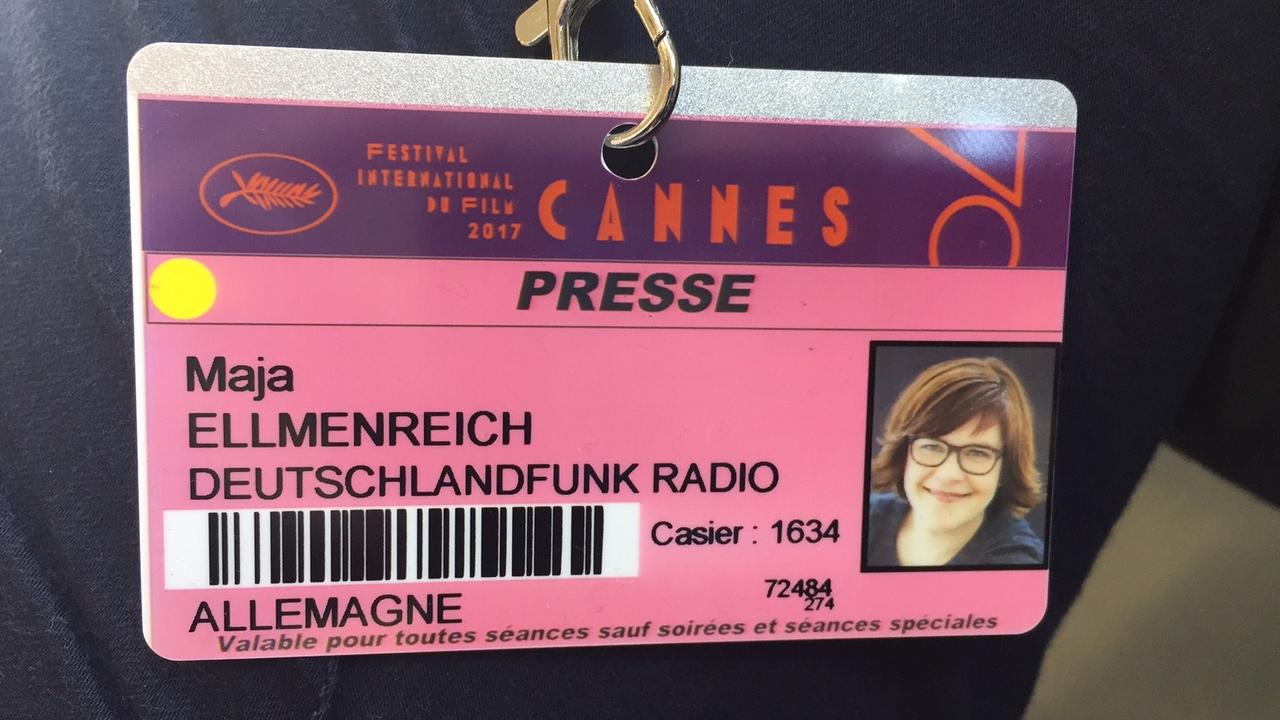 FESTIVAL
INTERNATIONAL
DU FILM
2017
CANNES
70
PRESSE
Maja
ELLMENREICH
DEUTSCHLANDFUNK RADIO
Casier : 1634
72484
274
ALLEMAGNE
Valable pour toutes séances sauf soirées et séances spéciales